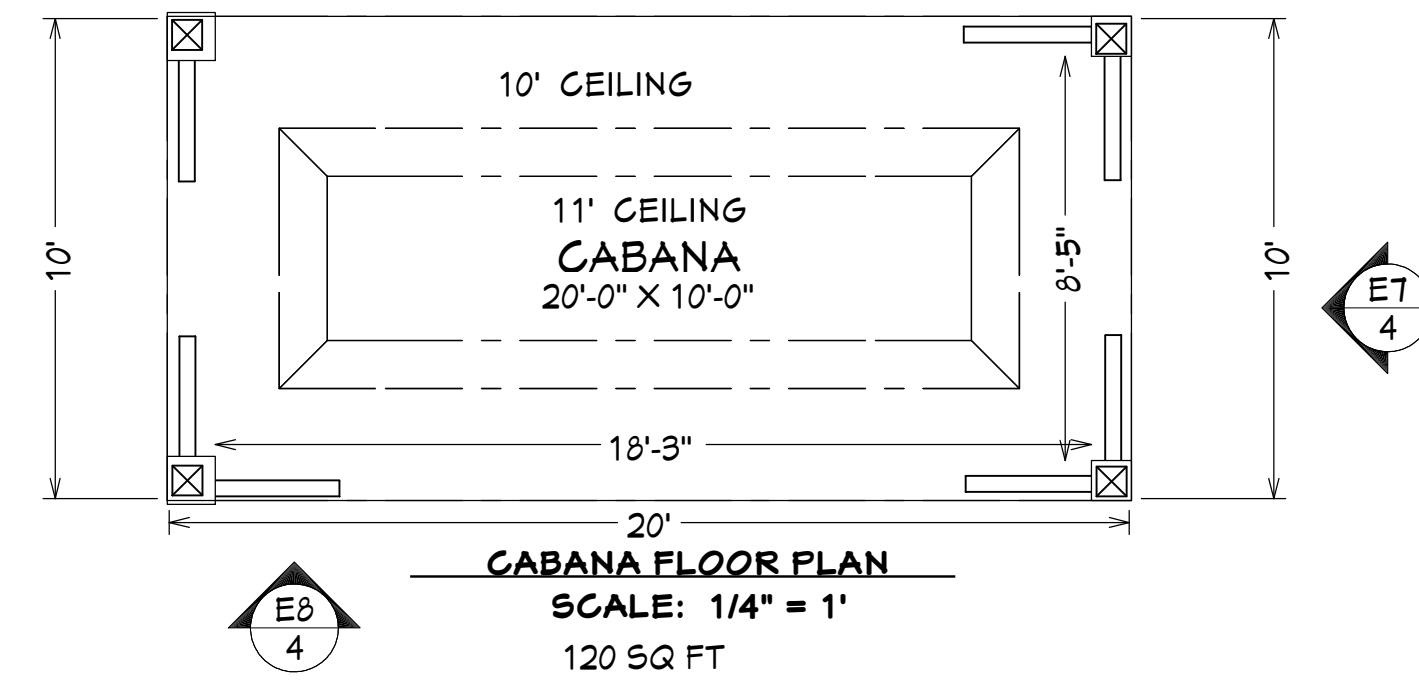 10' CEILING
11' CEILING
CABANA
20'-0" X 10'-0"
10'
8'-5"
10'
E7
4
18'-3"
20'
CABANA FLOOR PLAN
SCALE: 1/4" = 1'
120 SQ FT
E8
4